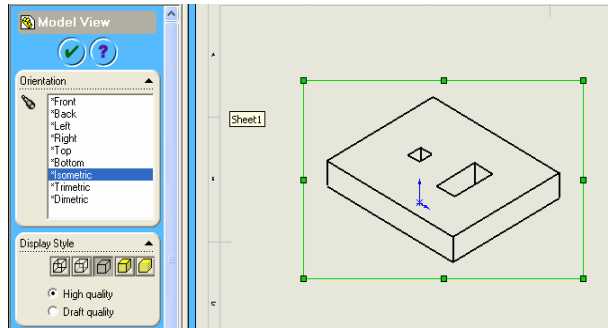 Model View
?
Orientation
*Front
*Back
*Left
*Right
*Top
*Bottom
*Isometric
*Trimetric
*Dimetric
Display Style
High quality
Draft quality
Sheet1